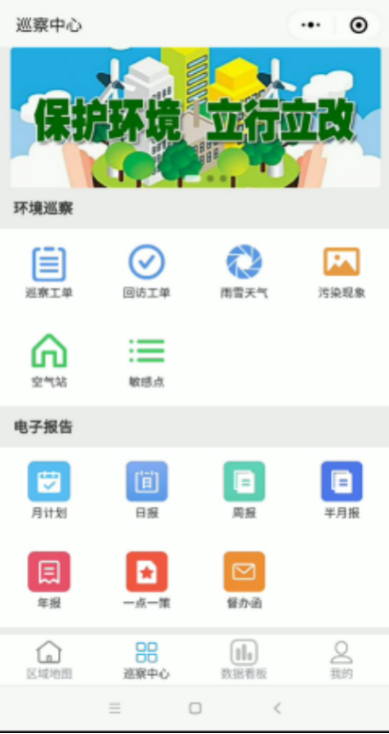 巡察中心
保护环境 立行立改
环境巡察
巡察工单 回访工单 雨雪天气 污染现象
空气站 敏感点
电子报告
月计划 日报 周报 半月报
年报 一点一策 督办函
区域地图 巡察中心 数据看板 我的